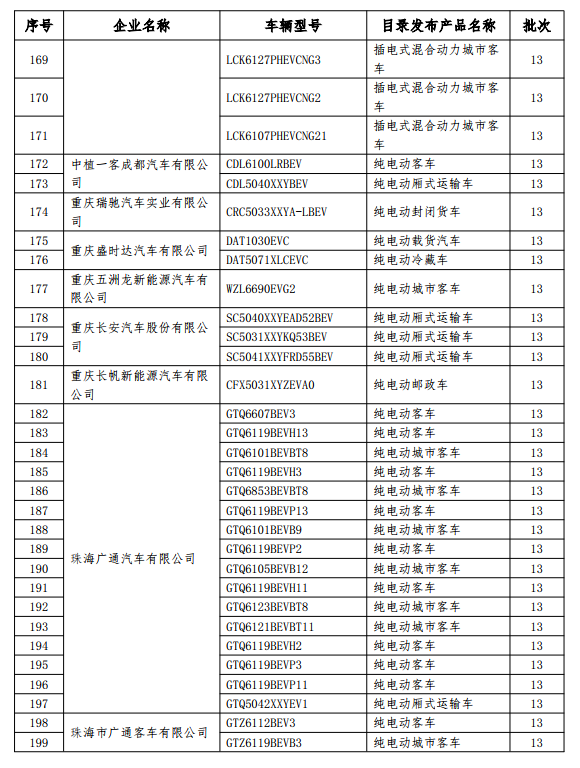 序号 企业名称 车辆型号 目录发布产品名称 批次
169 LCK6127PHEVCNG3 插电式混合动力城市客车 13
170 LCK6127PHEVCNG2 插电式混合动力城市客车 13
171 LCK6107PHEVCNG21 插电式混合动力城市客车 13
172 中植一客成都汽车有限公司 CDL6100LRBEV 纯电动客车 13
173 CDL5040XXYBEV 纯电动厢式运输车 13
174 重庆瑞驰汽车实业有限公司 CRC5033XXYA-LBEV 纯电动封闭货车 13
175 重庆盛时达汽车有限公司 DAT1030EVC 纯电动载货汽车 13
176 DAT5071XLCEVC 纯电动冷藏车 13
177 重庆五洲龙新能源汽车有限公司 WZL6690EVG2 纯电动城市客车 13
178 重庆长安汽车股份有限公司 SC5040XXYEAD52BEV 纯电动厢式运输车 13
179 SC5031XXYKQ53BEV 纯电动厢式运输车 13
180 SC5041XXYFRD55BEV 纯电动厢式运输车 13
181 重庆长帆新能源汽车有限公司 CFX5031XYZEVA0 纯电动邮政车 13
182 珠海广通汽车有限公司 GTQ6607BEV3 纯电动客车 13
183 GTQ6119BEVH13 纯电动客车 13
184 GTQ6101BEVBT8 纯电动城市客车 13
185 GTQ6119BEVH3 纯电动客车 13
186 GTQ6853BEVBT8 纯电动城市客车 13
187 GTQ6119BEVP13 纯电动客车 13
188 GTQ6101BEVB9 纯电动城市客车 13
189 GTQ6119BEVP2 纯电动客车 13
190 GTQ6105BEVB12 纯电动城市客车 13
191 GTQ6119BEVH11 纯电动客车 13
192 GTQ6123BEVBT8 纯电动城市客车 13
193 GTQ6121BEVBT11 纯电动城市客车 13
194 GTQ6119BEVH2 纯电动客车 13
195 GTQ6119BEVP3 纯电动客车 13
196 GTQ6119BEVP11 纯电动客车 13
197 GTQ5042XXYEV1 纯电动厢式运输车 13
198 珠海市广通客车有限公司 GTZ6112BEV3 纯电动客车 13
199 GTZ6119BEVB3 纯电动城市客车 13